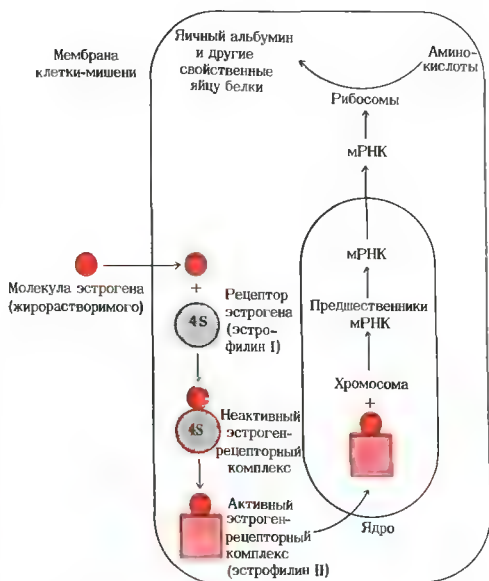 Мембрана
клетки-мишени
Яичный альбумин
и другие
свойственные
яйцу белки
Амино-
кислоты
Рибосомы
мРНК
мРНК
Предшественники
мРНК
Хромосома
+
Ядро
Молекула эстрогена
(жирорастворимого)
+
4S
Рецептор
эстрогена
(эстро-
филин I)
4S
Неактивный
эстроген-
рецепторный
комплекс
Активный
эстроген-
рецепторный
комплекс
(эстрофилин II)